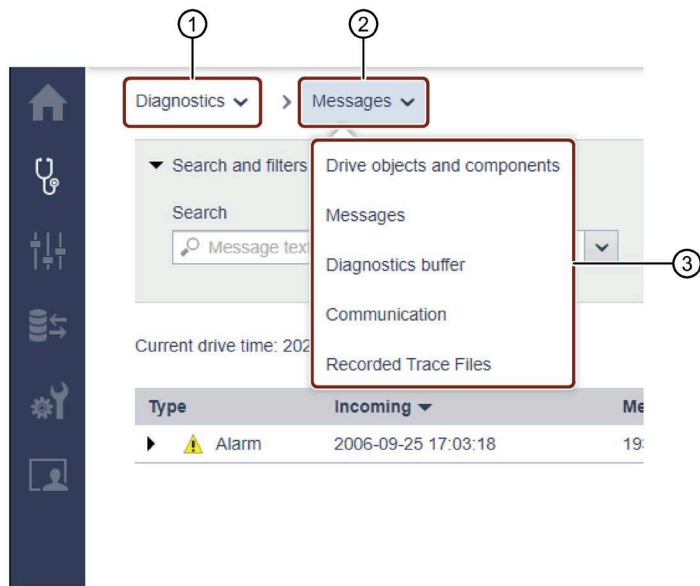 1 2
Diagnostics > Messages
Search and filters
Drive objects and components
Search
Messages
Message tex
Diagnostics buffer
3
Communication
Current drive time: 202
Recorded Trace Files
Type Incoming Me
Alarm 2006-09-25 17:03:18 19